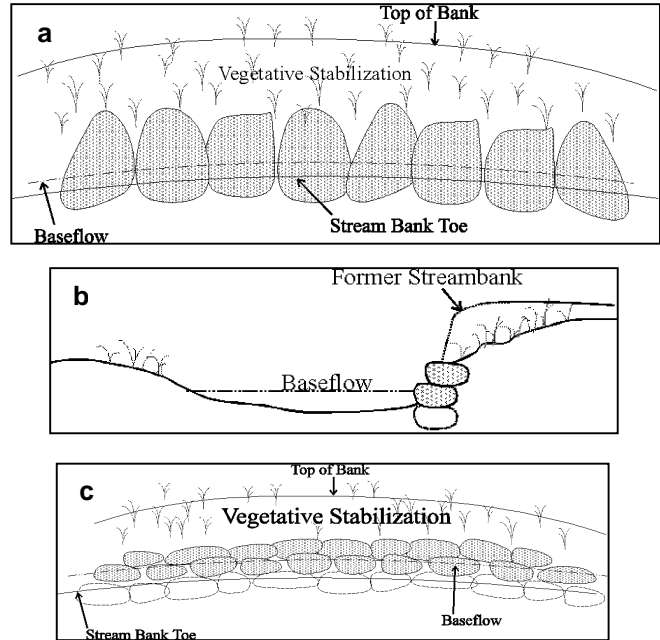 a
Top of Bank
Vegetative Stabilization
Baseflow
Stream Bank Toe
b
Former Streambank
Baseflow
c
Top of Bank
Vegetative Stabilization
Baseflow
Stream Bank Toe